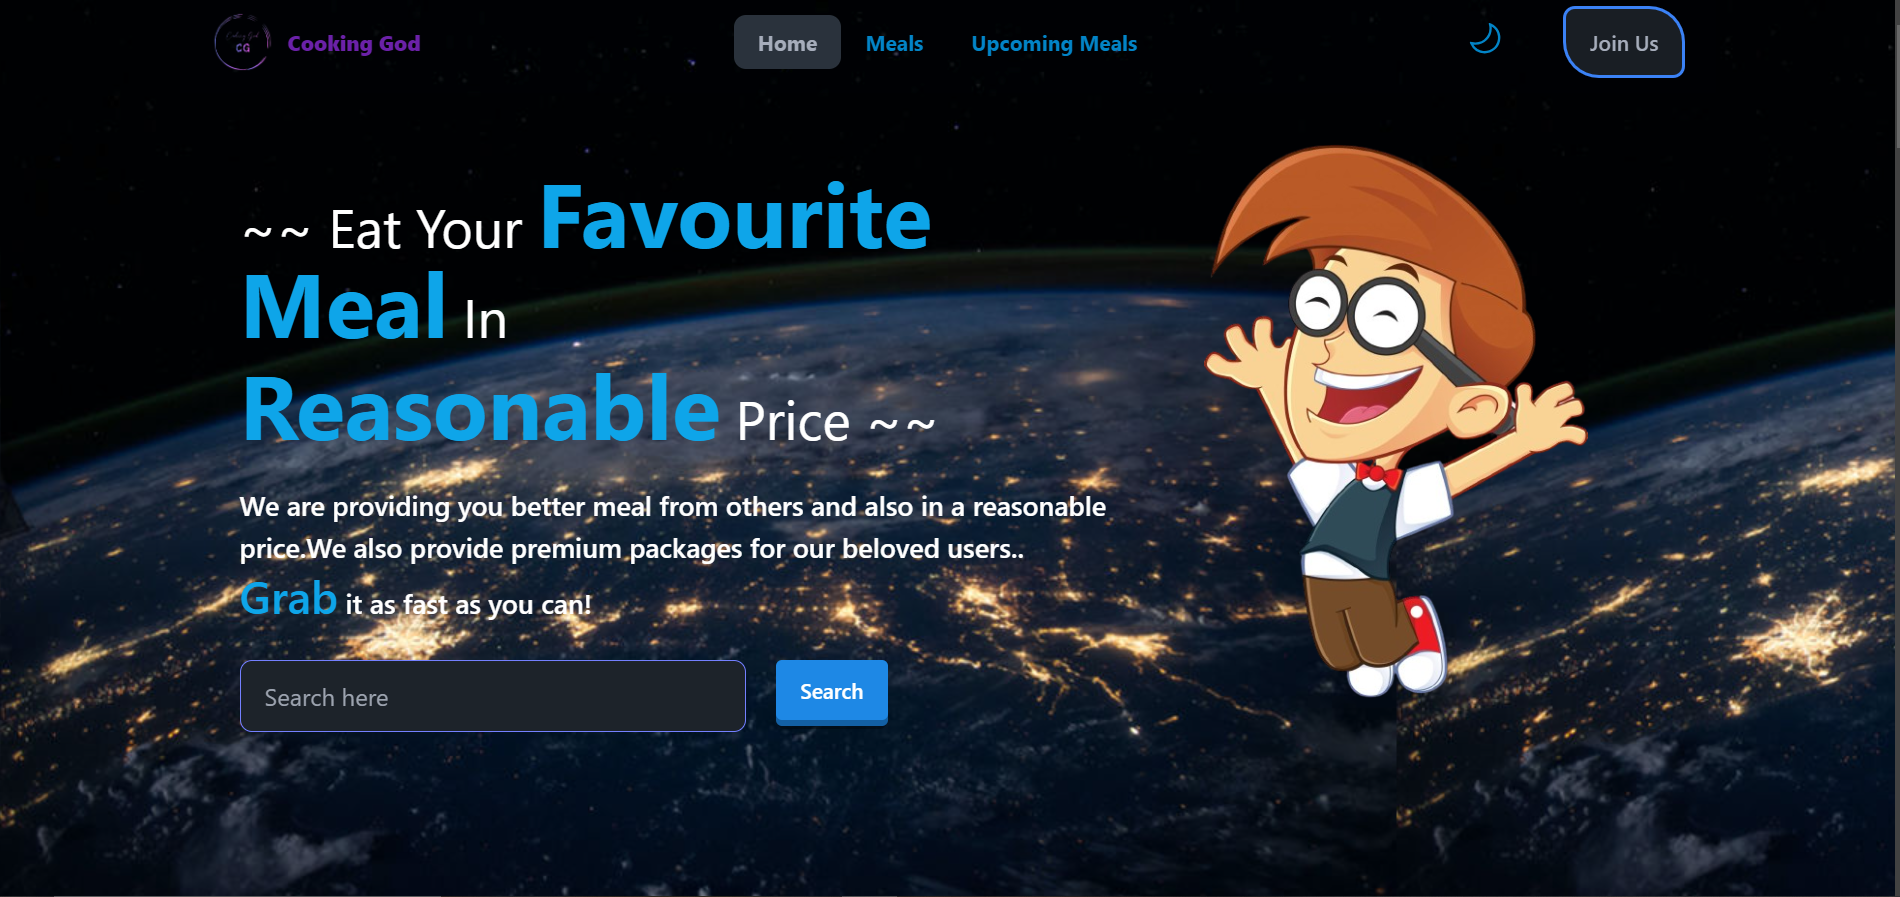 CG
Cooking God
Home
Meals
Upcoming Meals
Join Us
~~ Eat Your Favourite
Meal In
Reasonable Price ~~
We are providing you better meal from others and also in a reasonable
price.We also provide premium packages for our beloved users..
Grab it as fast as you can!
Search here
Search